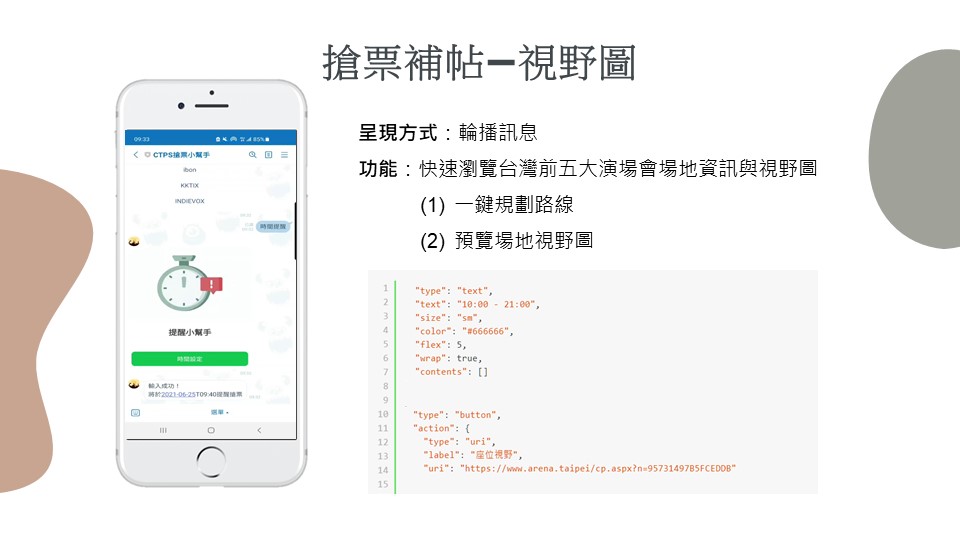 搶票補帖–視野圖
呈現方式：輪播訊息
功能：快速瀏覽台灣前五大演場會場地資訊與視野圖
(1) 一鍵規劃路線
(2) 預覽場地視野圖
09:33
85%
CTPS搶票小幫手
ibon
KKTIX
INDIEVOX
時間提醒
提醒小幫手
時間設定
輸入成功！
將於2021-06-25T09:40提醒搶票
選單
1 "type": "text",
2 "text": "10:00 - 21:00",
3 "size": "sm",
4 "color": "#666666",
5 "flex": 5,
6 "wrap": true,
7 "contents": []
8
9
10 "type": "button",
11 "action": {
12 "type": "uri",
13 "label": "座位視野",
14 "uri": "https://www.arena.taipei/cp.aspx?n=95731497B5FCEDDB"
15